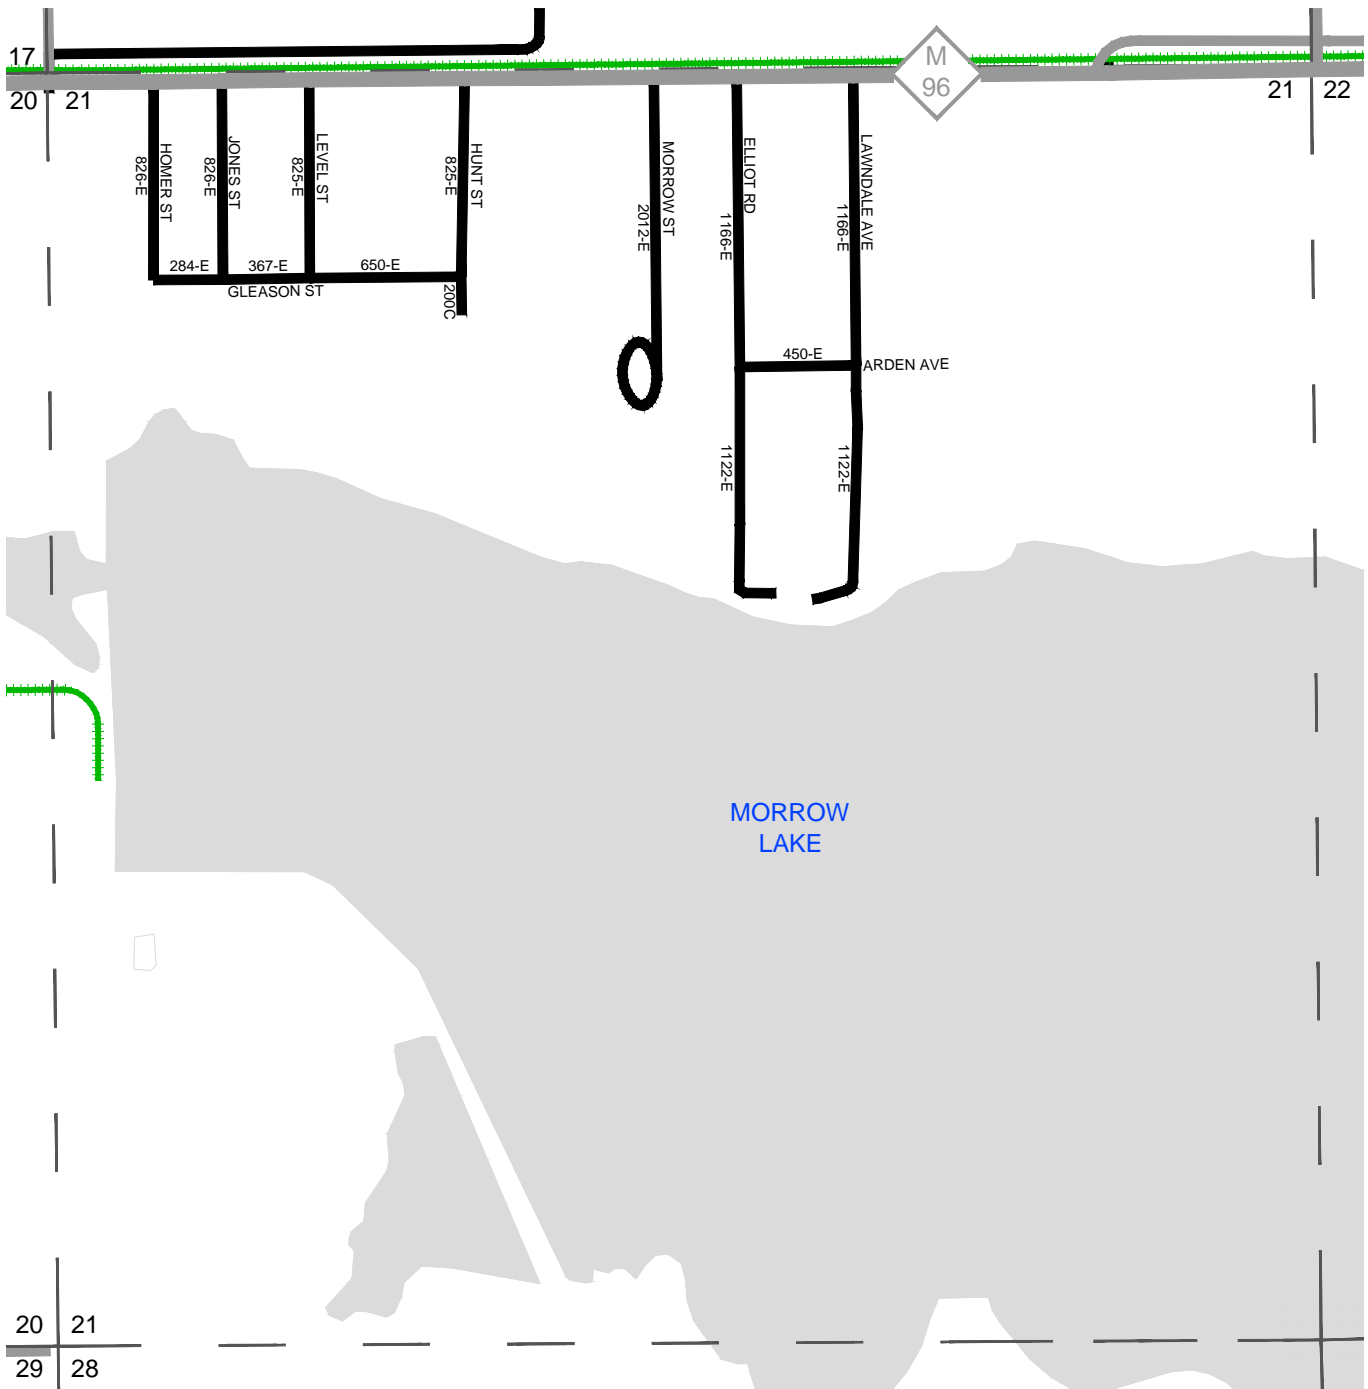 17
M
96
20
21
21
22
HOMER ST
826-E
JONES ST
826-E
LEVEL ST
825-E
HUNT ST
825-E
MORROW ST
2012-E
ELLIOT RD
1166-E
LAWNDALE AVE
1166-E
284-E
367-E
650-E
GLEASON ST
200C
450-E
ARDEN AVE
1122-E
1122-E
MORROW
LAKE
20
21
29
28